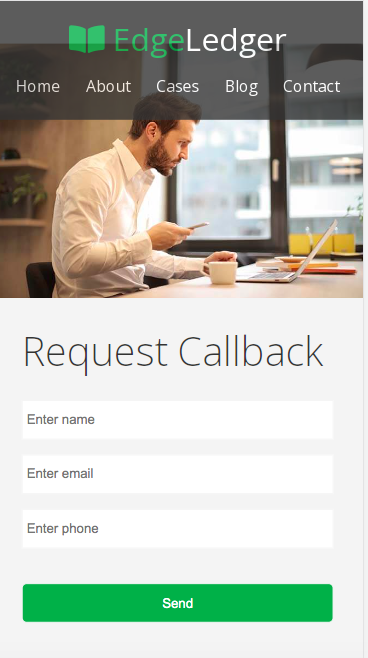 EdgeLedger
Home About Cases Blog Contact
Request Callback
Enter name
Enter email
Enter phone
Send